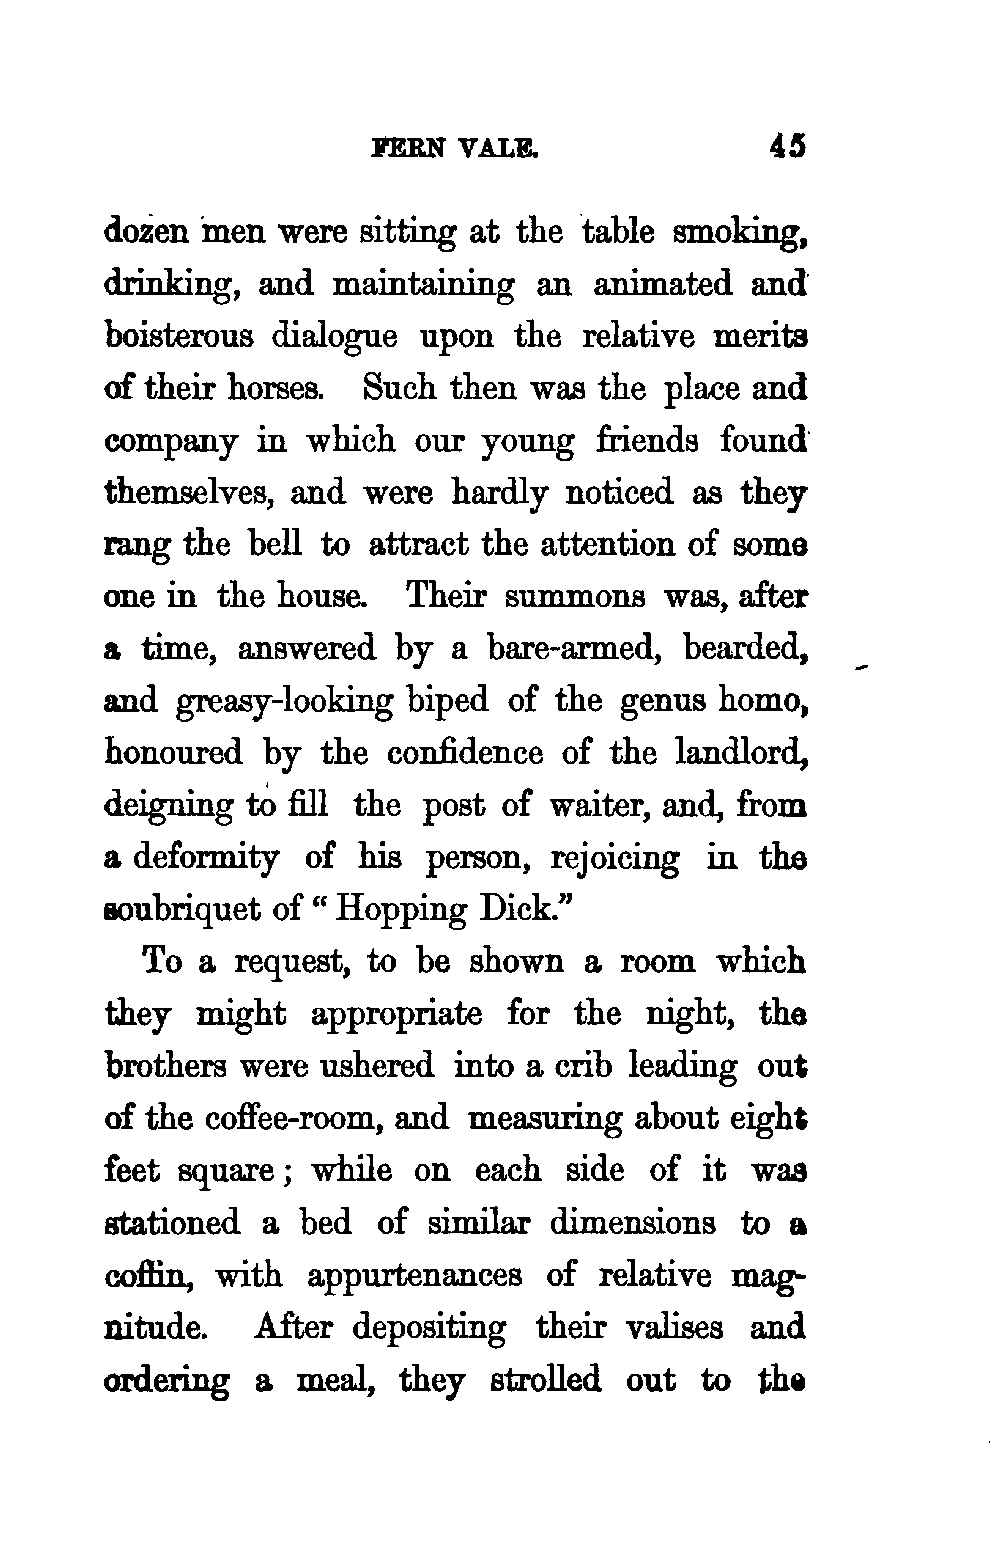 FERN VALE. 45
dozen men were sitting at the table smoking,
drinking, and maintaining an animated and
boisterous dialogue upon the relative merits
of their horses. Such then was the place and
company in which our young friends found
themselves, and were hardly noticed as they
rang the bell to attract the attention of some
one in the house. Their summons was, after
a time, answered by a bare-armed, bearded,
and greasy-looking biped of the genus homo,
honoured by the confidence of the landlord,
deigning to fill the post of waiter, and, from
a deformity of his person, rejoicing in the
soubriquet of “ Hopping Dick.”
To a request, to be shown a room which
they might appropriate for the night, the
brothers were ushered into a crib leading out
of the coffee-room, and measuring about eight
feet square ; while on each side of it was
stationed a bed of similar dimensions to a
coffin, with appurtenances of relative mag-
nitude. After depositing their valises and
ordering a meal, they strolled out to the